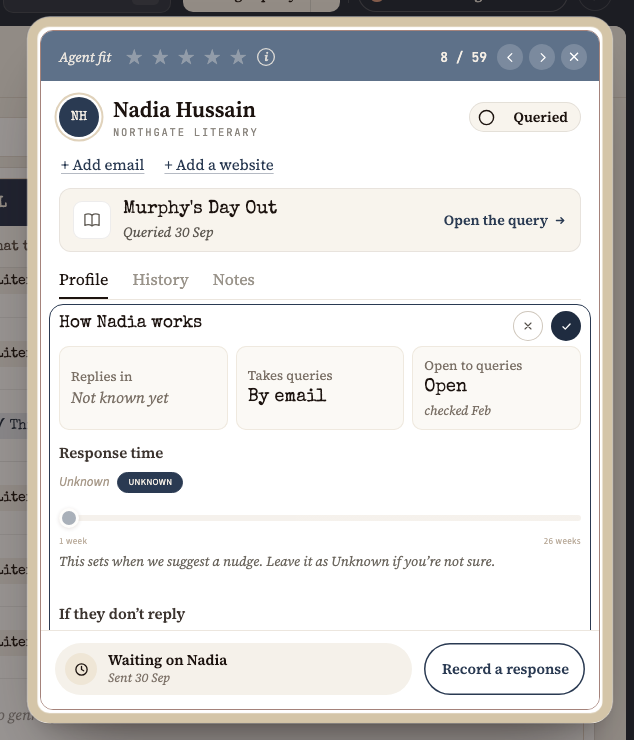 Agent fit
8 / 59
NH
Nadia Hussain
NORTHGATE LITERARY
Queried
+ Add email + Add a website
Murphy's Day Out
Queried 30 Sep
Open the query →
Profile History Notes
How Nadia works
Replies in
Not known yet
Takes queries
By email
Open to queries
Open
checked Feb
Response time
Unknown UNKNOWN
1 week 26 weeks
This sets when we suggest a nudge. Leave it as Unknown if you’re not sure.
If they don’t reply
Waiting on Nadia
Sent 30 Sep
Record a response